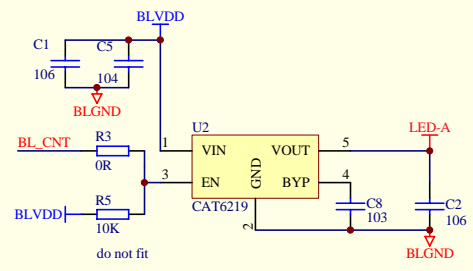 BLVDD
C1
C5
106
104
BLGND
U2
LED-A
BL_CNT
R3
1
VIN
VOUT
5
0R
3
EN
GND
BYP
4
BLVDD
R5
CAT6219
C8
C2
10K
2
103
106
do not fit
BLGND